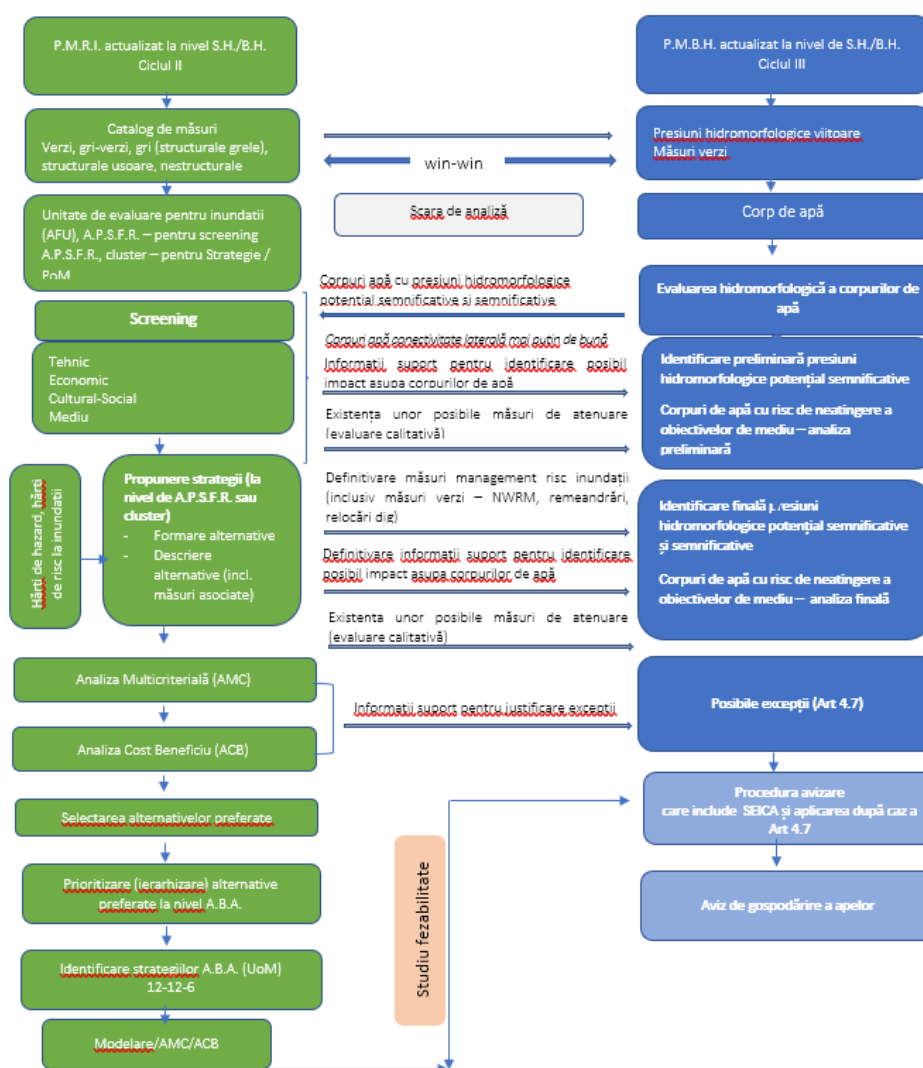 P.M.R.I. actualizat la nivel S.H./B.H.
Ciclul II
P.M.B.H. actualizat la nivel de S.H./B.H.
Ciclul III
Catalog de măsuri
Verzi, gri-verzi, gri (structurale grele),
structurale usoare, nestructurale
win-win
Presiuni hidromorfologice viitoare
Măsuri verzi
Unitate de evaluare pentru inundatii
(AFU), A.P.S.F.R. – pentru screening
A.P.S.F.R., cluster – pentru Strategie /
PoM
Scara de analiză
Corp de apă
Screening
Tehnic
Economic
Cultural-Social
Mediu
Corpuri apă cu presiuni hidromorfologice
potential semnificative si semnificative
Corpuri apă conectivitate laterală mai putin de bună
Informatii suport pentru identificare posibil
impact asupa corpurilor de apă
Existența unor posibile măsuri de atenuare
(evaluare calitativă)
Evaluarea hidromorfologică a corpurilor de
apă
Identificare preliminară presiuni
hidromorfologice potențial semnificative
Corpuri de apă cu risc de neatingere a
obiectivelor de mediu – analiza
preliminară
Hărti de hazard, hărti
de risc la inundatii
Propunere strategii (la
nivel de A.P.S.F.R. sau
cluster)
- Formare alternative
- Descriere
alternative (incl.
măsuri asociate)
Definitivare măsuri management risc inundații
(inclusiv măsuri verzi – NWRM, remeandrări,
relocări dig)
Definitivare informatii suport pentru identificare
posibil impact asupa corpurilor de apă
Existenta unor posibile măsuri de atenuare
(evaluare calitativă)
Identificare finală presiuni
hidromorfologice potențial semnificative
și semnificative
Corpuri de apă cu risc de neatingere a
obiectivelor de mediu – analiza finală
Analiza Multicriterială (AMC)
Analiza Cost Beneficiu (ACB)
Informatii suport pentru justificare exceptii
Posibile excepții (Art 4.7)
Selectarea alternativelor preferate
Prioritizare (ierarhizare) alternative
preferate la nivel A.B.A.
Identificare strategiilor A.B.A. (UoM)
12-12-6
Modelare/AMC/ACB
Studiu fezabilitate
Procedura avizare
care include SEICA și aplicarea după caz a
Art 4.7
Aviz de gospodărire a apelor